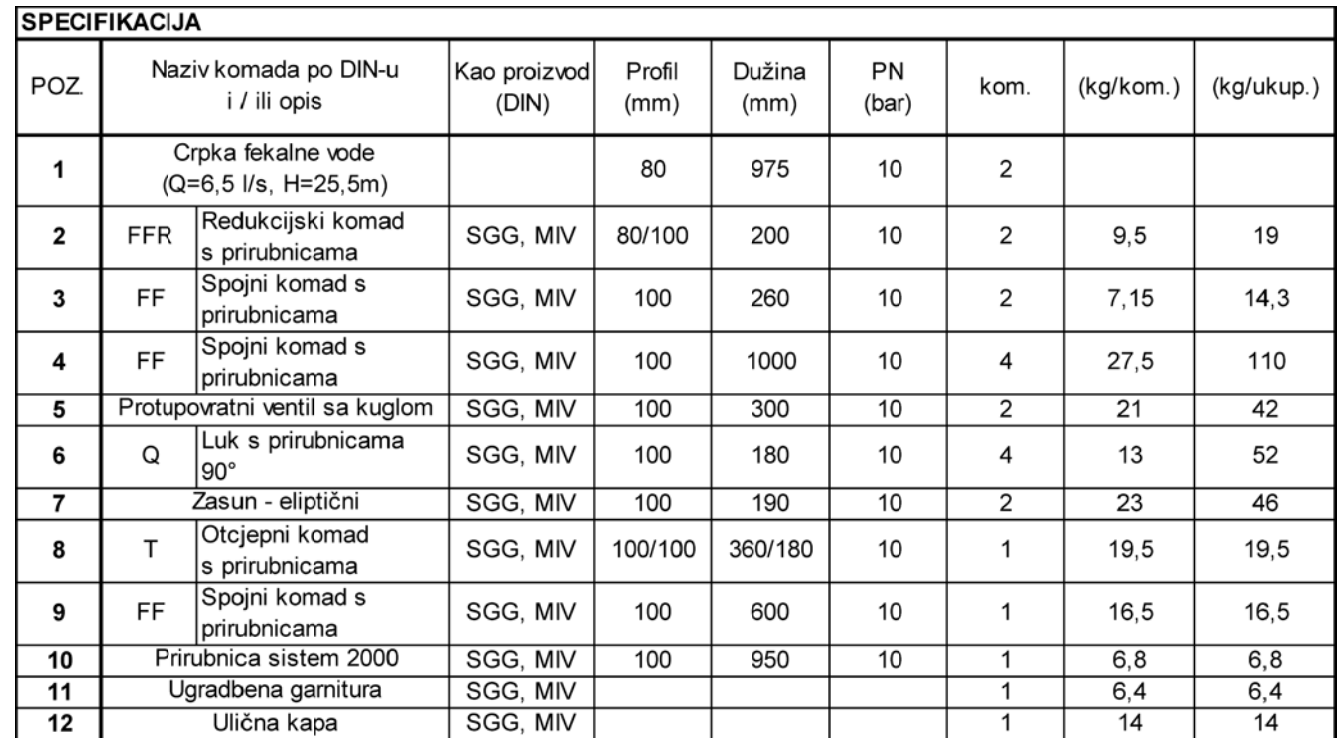 SPECIFIKACIJA
POZ. Naziv komada po DIN-u i / ili opis Kao proizvod (DIN) Profil (mm) Dužina (mm) PN (bar) kom. (kg/kom.) (kg/ukup.)
1 Crpka fekalne vode (Q=6,5 l/s, H=25,5m) 80 975 10 2
2 FFR Redukcijski komad s prirubnicama SGG, MIV 80/100 200 10 2 9,5 19
3 FF Spojni komad s prirubnicama SGG, MIV 100 260 10 2 7,15 14,3
4 FF Spojni komad s prirubnicama SGG, MIV 100 1000 10 4 27,5 110
5 Protupovratni ventil sa kuglom SGG, MIV 100 300 10 2 21 42
6 Q Luk s prirubnicama 90° SGG, MIV 100 180 10 4 13 52
7 Zasun - eliptični SGG, MIV 100 190 10 2 23 46
8 T Otcjepni komad s prirubnicama SGG, MIV 100/100 360/180 10 1 19,5 19,5
9 FF Spojni komad s prirubnicama SGG, MIV 100 600 10 1 16,5 16,5
10 Prirubnica sistem 2000 SGG, MIV 100 950 10 1 6,8 6,8
11 Ugradbena garnitura SGG, MIV 1 6,4 6,4
12 Ulična kapa SGG, MIV 1 14 14